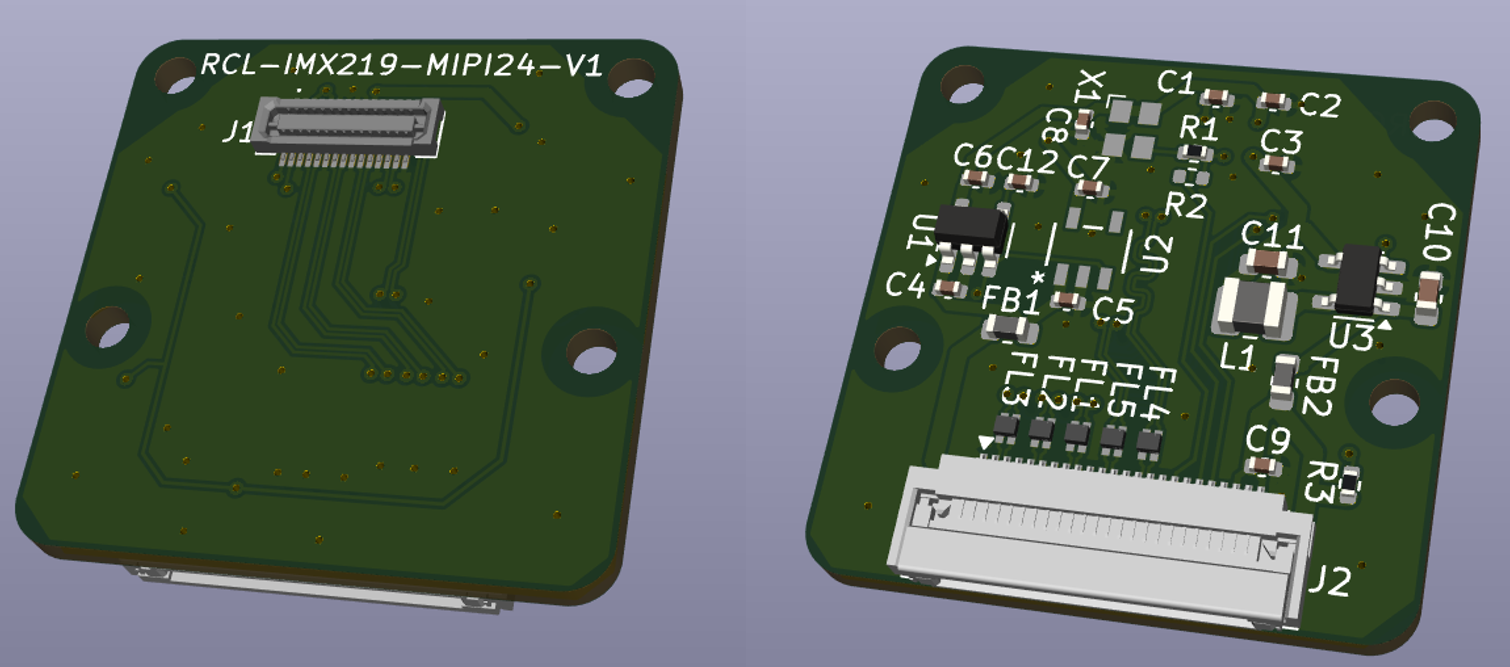 RCL-IMX219-MIPI24-V1
J1
X1
C1
C2
C8
R1
C3
C6
C12
C7
R2
U1
U2
C10
C11
*
C4
FB1
C5
U3
L1
FL3
FL2
FL1
FL5
FL4
FB2
C9
R3
J2